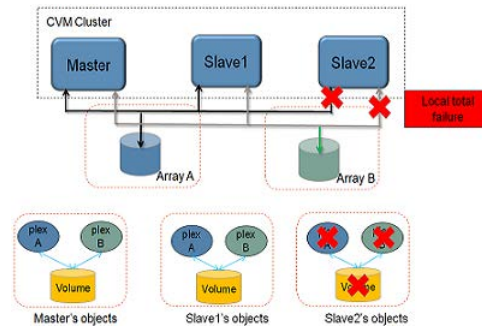 CVM Cluster
Master
Slave1
Slave2
Local total
failure
Array A
Array B
plex
A
plex
B
Volume
plex
A
plex
B
Volume
Volume
Master's objects
Slave1's objects
Slave2's objects